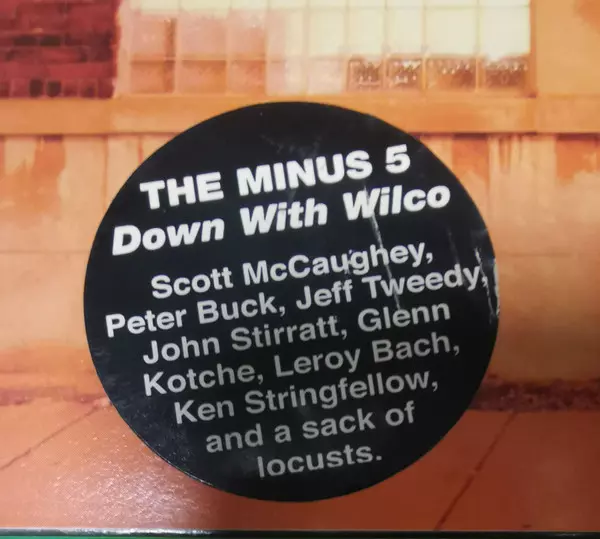 THE MINUS 5
Down With Wilco
Scott McCaughey,
Peter Buck, Jeff Tweedy,
John Stirratt, Glenn
Kotche, Leroy Bach,
Ken Stringfellow,
and a sack of
locusts.